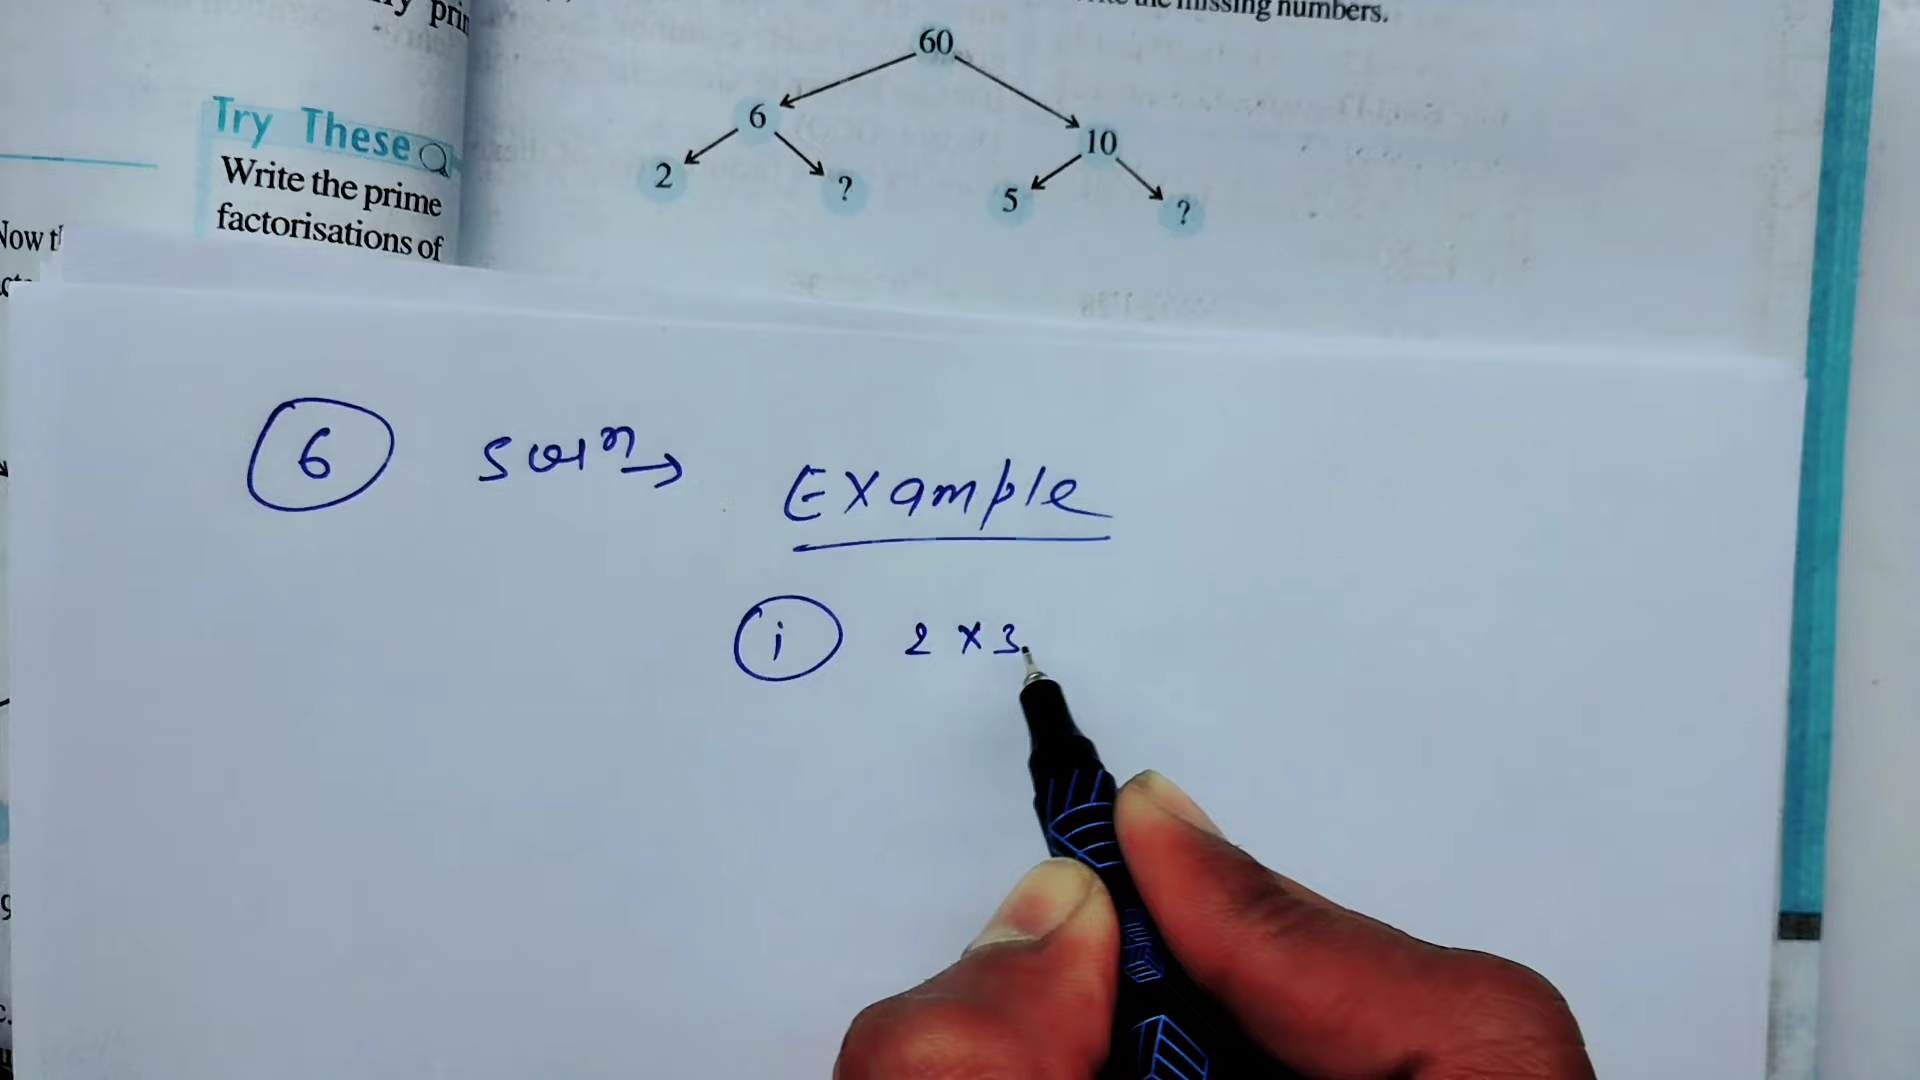 missing numbers.
60
6
10
2
?
5
?
Try These
Write the prime
factorisations of
6 Solⁿ→ Example
i 2 × 3